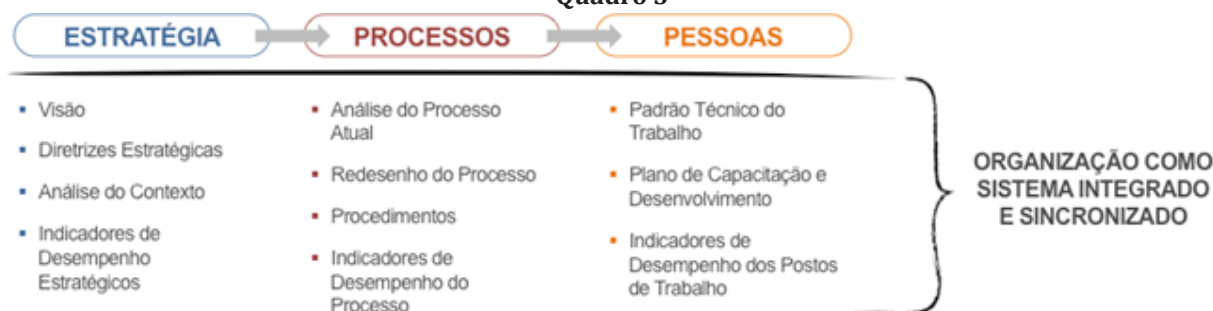 Quadro 3
ESTRATÉGIA
PROCESSOS
PESSOAS
Visão
Diretrizes Estratégicas
Análise do Contexto
Indicadores de
Desempenho
Estratégicos
Análise do Processo
Atual
Redesenho do Processo
Procedimentos
Indicadores de
Desempenho do
Processo
Padrão Técnico do
Trabalho
Plano de Capacitação e
Desenvolvimento
Indicadores de
Desempenho dos Postos
de Trabalho
ORGANIZAÇÃO COMO
SISTEMA INTEGRADO
E SINCRONIZADO